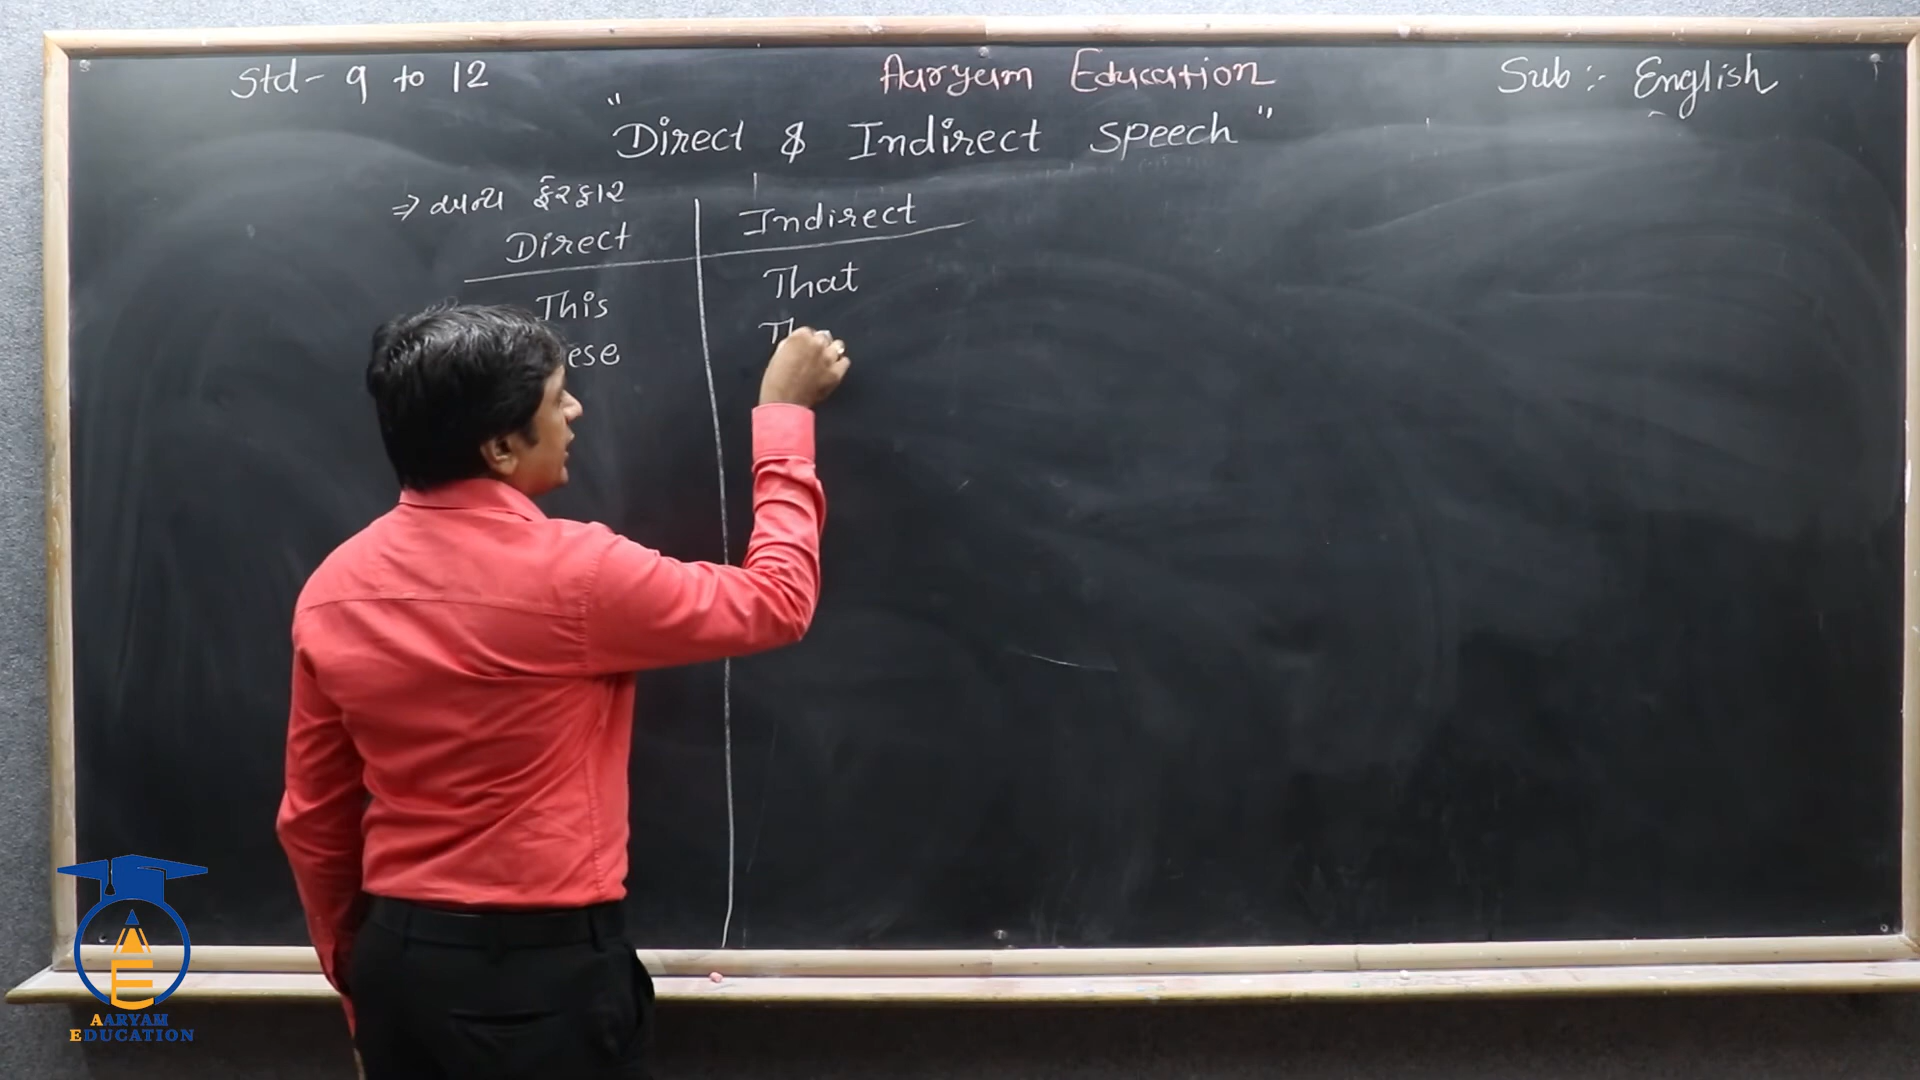 Std- 9 to 12
Aaryam Education
Sub :- English
"Direct & Indirect Speech"
⇒ અન્ય ફેરફાર
Direct
Indirect
This
That
ese
Th
AARYAM
EDUCATION